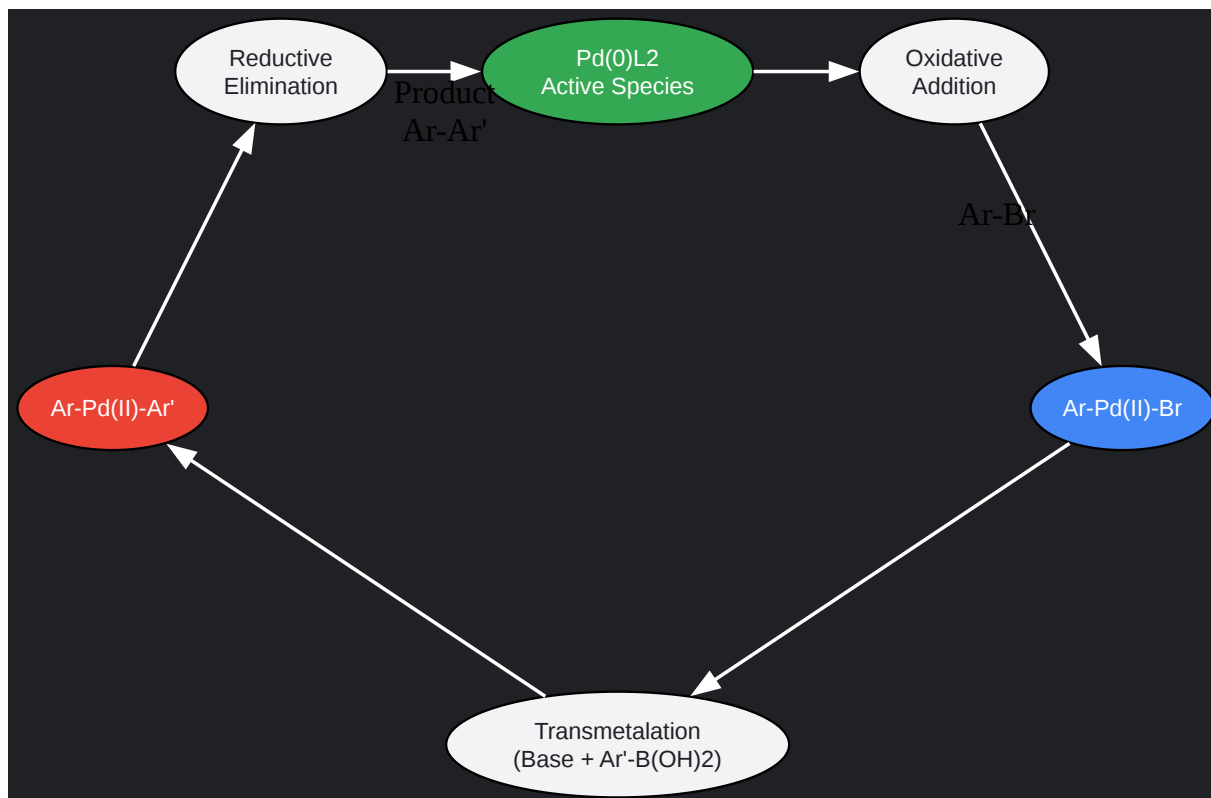 Reductive
Elimination
Product
Ar-Ar'
Pd(0)L2
Active Species
Oxidative
Addition
Ar-Br
Ar-Pd(II)-Ar'
Ar-Pd(II)-Br
Transmetalation
(Base + Ar'-B(OH)2)